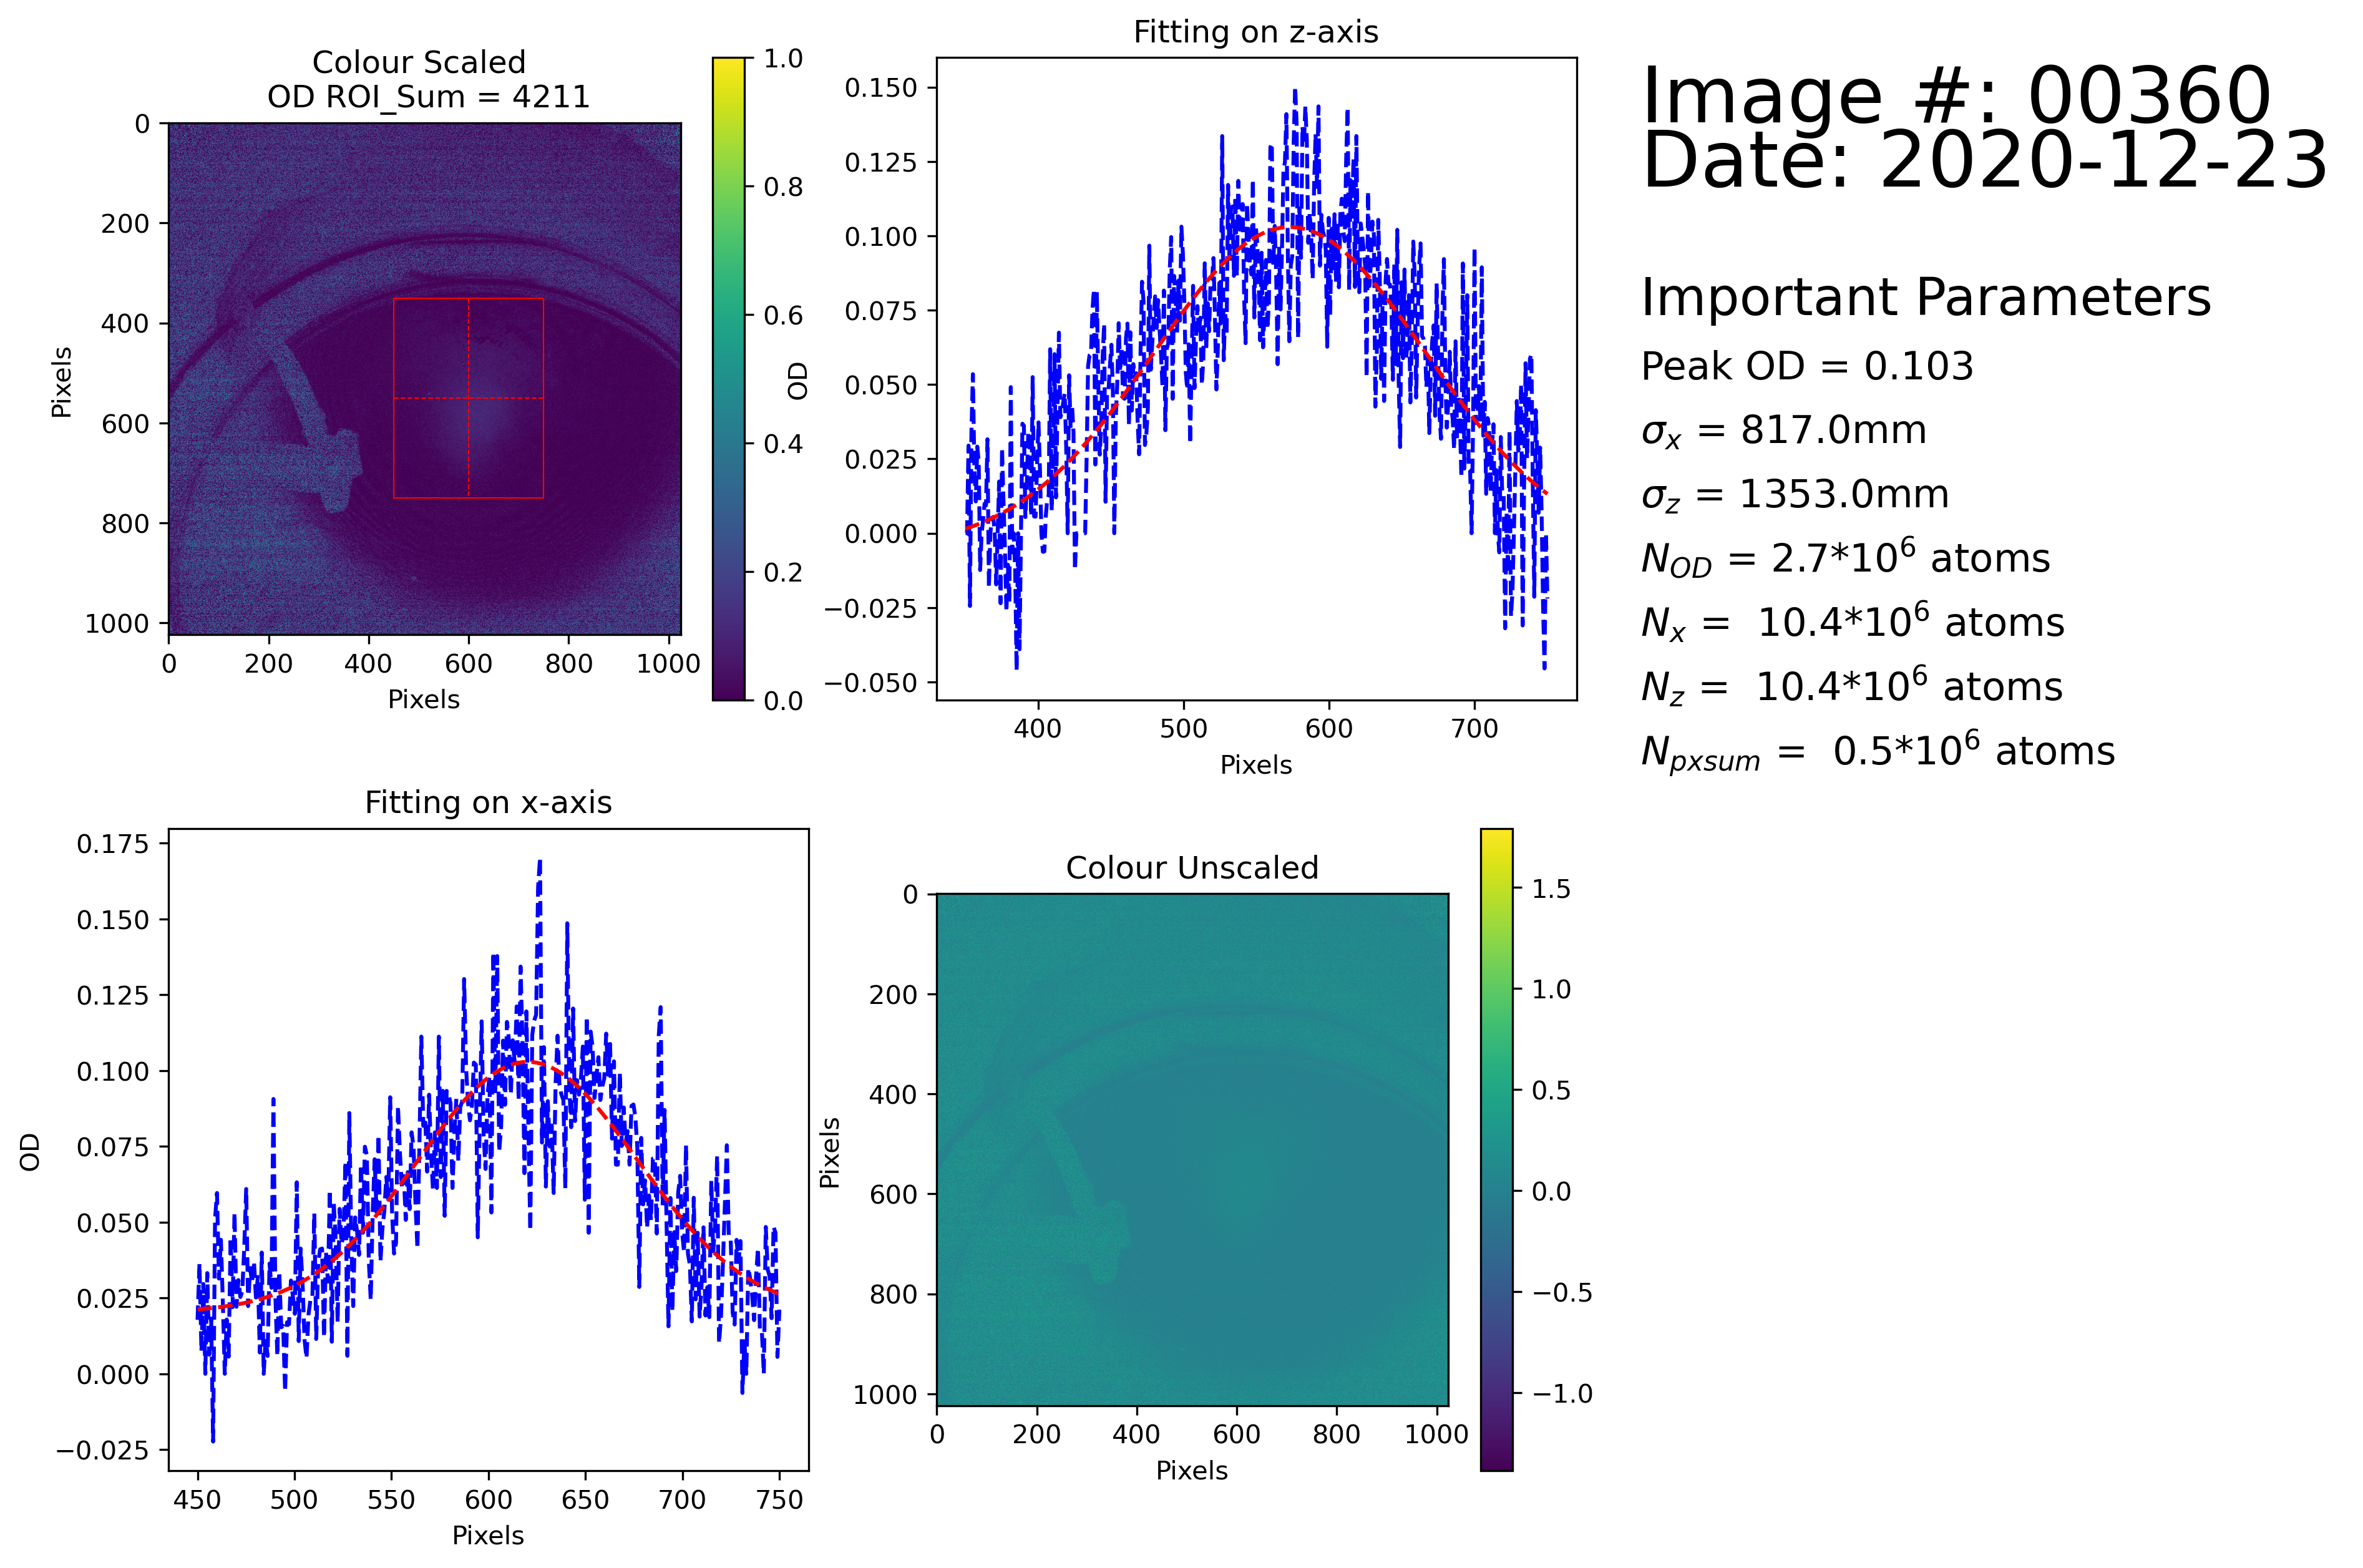 Colour Scaled
OD ROI_Sum = 4211
0
200
400
600
800
1000
Pixels
0 200 400 600 800 1000
Pixels
1.0
0.8
0.6
0.4
0.2
0.0
OD
Fitting on z-axis
0.150
0.125
0.100
0.075
0.050
0.025
0.000
−0.025
−0.050
400 500 600 700
Pixels
Image #: 00360
Date: 2020-12-23
Important Parameters
Peak OD = 0.103
σx = 817.0mm
σz = 1353.0mm
N_OD = 2.7*10^6 atoms
N_x = 10.4*10^6 atoms
N_z = 10.4*10^6 atoms
N_pxsum = 0.5*10^6 atoms
Fitting on x-axis
0.175
0.150
0.125
0.100
0.075
0.050
0.025
0.000
−0.025
OD
450 500 550 600 650 700 750
Pixels
Colour Unscaled
0
200
400
600
800
1000
Pixels
0 200 400 600 800 1000
Pixels
1.5
1.0
0.5
0.0
−0.5
−1.0